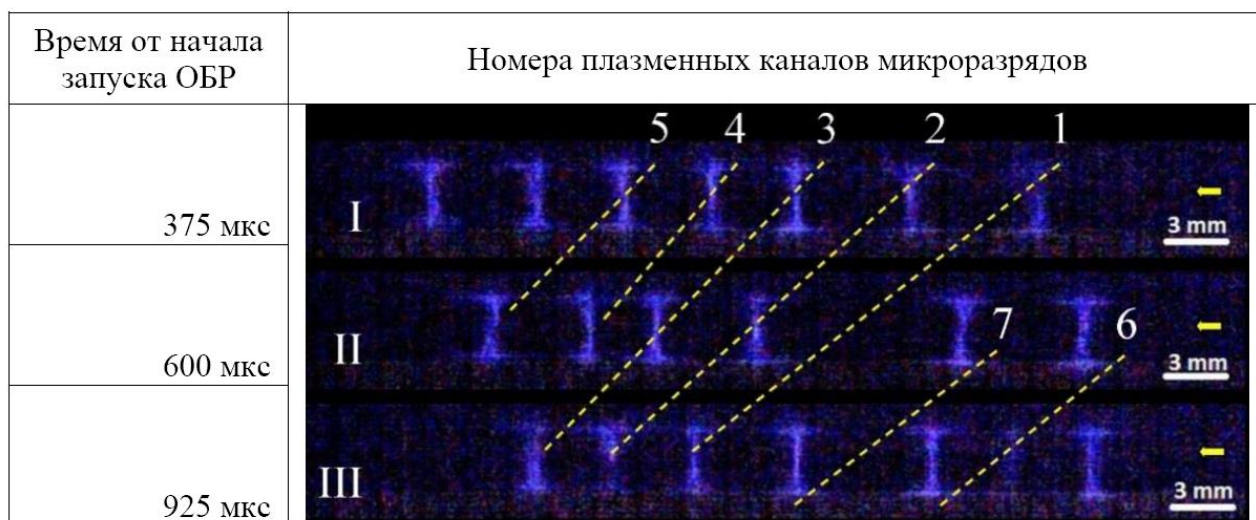 Время от начала
запуска ОБР
Номера плазменных каналов микроразрядов
5 4 3 2 1
375 мкс
I
3 mm
7 6
600 мкс
II
3 mm
925 мкс
III
3 mm